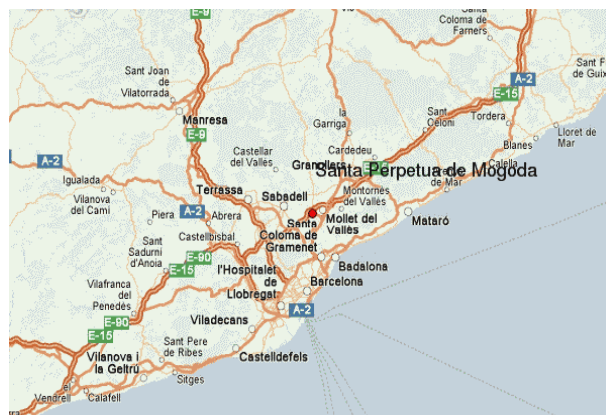 E-9
Santa
Coloma de
Farners
Sant Joan
de
Vilatorrada
A-2
Sant F
de Guix
E-15
Manresa
la
Garriga
Sant
Celoni
Tordera
Lloret de
Mar
Blanes
E-9
Castellar
del Vallès
Cardedeu
Granollers
Calella
A-2
Santa Perpetua de Mogoda
de Mar
Igualada
Vilanova
del Camí
Terrassa
Sabadell
Montornes
del Vallès
Piera
A-2
Abrera
Mollet del
Vallès
Mataró
Santa
Coloma de
Gramenet
Castellbisbal
Sant
Sadurní
d'Anoia
E-90
E-15
Badalona
l'Hospitalet
de
Llobregat
Barcelona
Vilafranca
del
Penedès
A-2
E-90
E-15
Viladecans
Sant Pere
de Ribes
Castelldefels
Vilanova i
la Geltrú
Sitges
el
Vendrell
Calafell